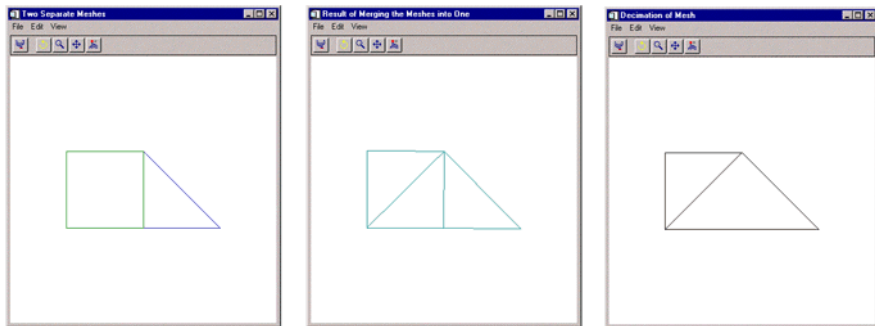 Two Separate Meshes
File Edit View
Result of Merging the Meshes into One
File Edit View
Decimation of Mesh
File Edit View